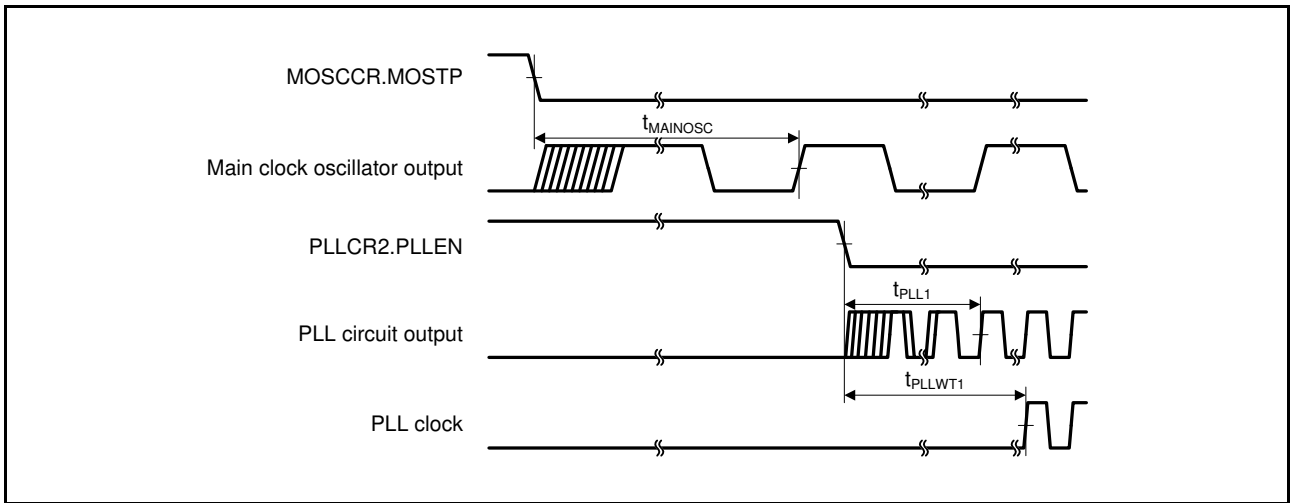 MOSCCR.MOSTP
tMAINOSC
Main clock oscillator output
PLLCR2.PLLEN
tPLL1
PLL circuit output
tPLLWT1
PLL clock